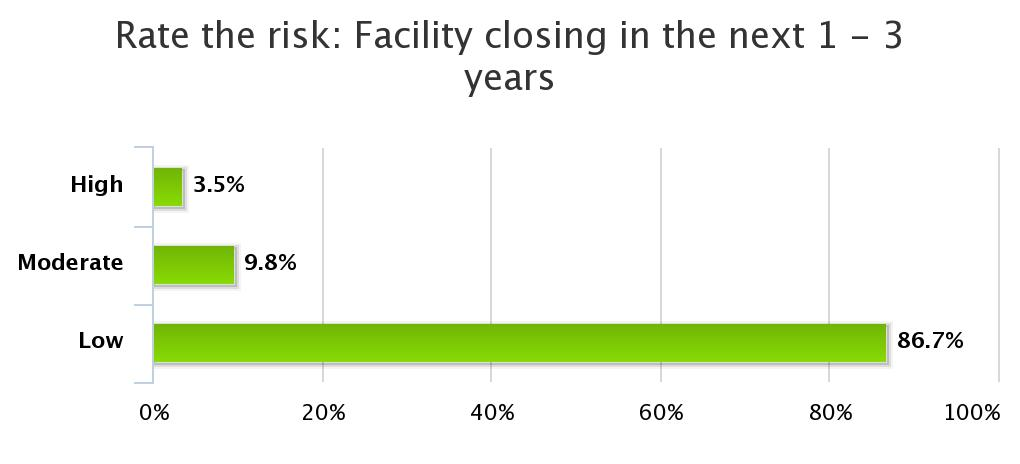 Rate the risk: Facility closing in the next 1 – 3
years
High 3.5%
Moderate 9.8%
Low 86.7%
0% 20% 40% 60% 80% 100%